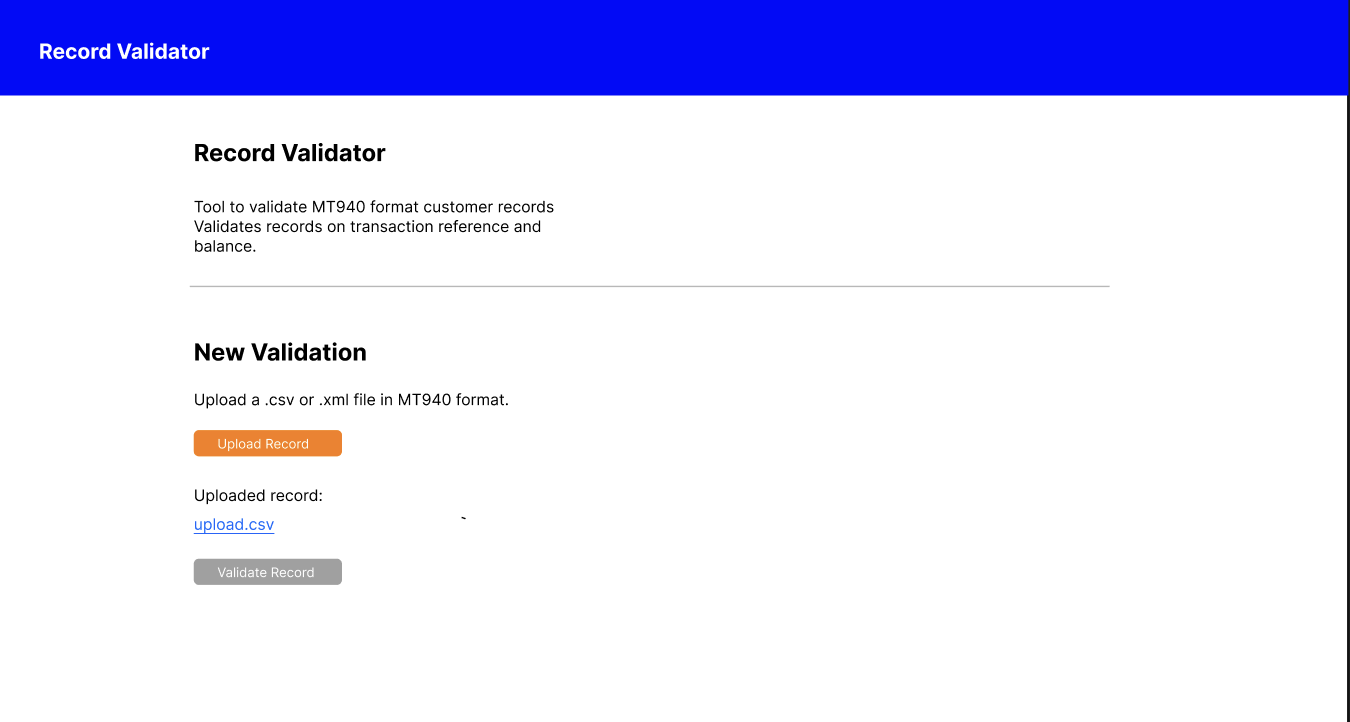 Record Validator
Record Validator
Tool to validate MT940 format customer records
Validates records on transaction reference and
balance.
New Validation
Upload a .csv or .xml file in MT940 format.
Upload Record
Uploaded record:
upload.csv
Validate Record